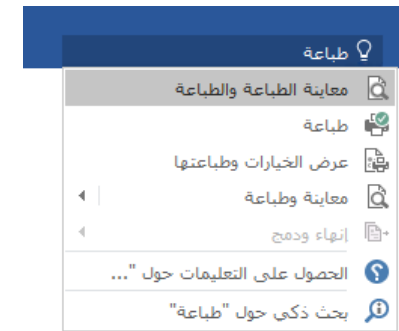 طباعة
معاينة الطباعة والطباعة
طباعة
عرض الخيارات وطباعتها
معاينة وطباعة
إنهاء ودمج
الحصول على التعليمات حول "...
بحث ذكي حول "طباعة"